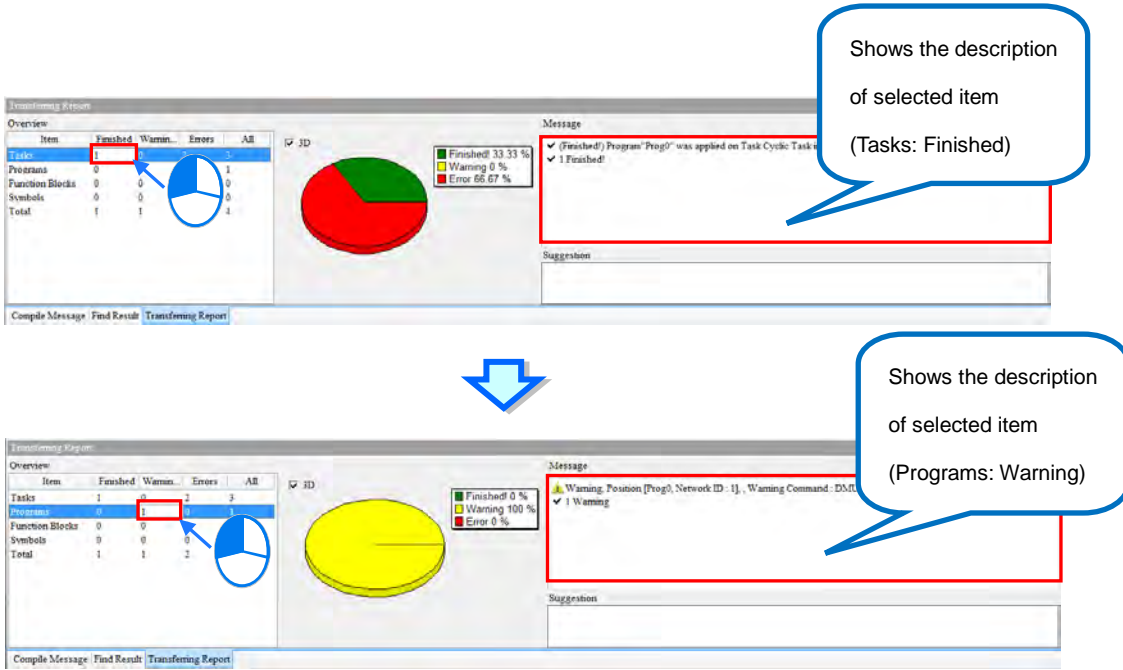 Shows the description
of selected item
(Tasks: Finished)
Transferring Report
Overview
Item Finished Warnin... Errors All
Tasks 1 0 2 3
Programs 0 1
Function Blocks 0 0 0
Symbols 0 0 0
Total 1 1 4
3D
Finished! 33.33 %
Warning 0 %
Error 66.67 %
Message
(Finished!) Program"Prog0" was applied on Task Cyclic Task
1 Finished!
Suggestion
Compile Message Find Result Transferring Report
Shows the description
of selected item
(Programs: Warning)
Transferring Report
Overview
Item Finished Warnin... Errors All
Tasks 1 0 2 3
Programs 0 1 0 1
Function Blocks 0 0
Symbols 0 0 0
Total 1 1 2
3D
Finished! 0 %
Warning 100 %
Error 0 %
Message
Warning, Position [Prog0, Network ID : 1], , Warning Command :
1 Warning
Suggestion
Compile Message Find Result Transferring Report